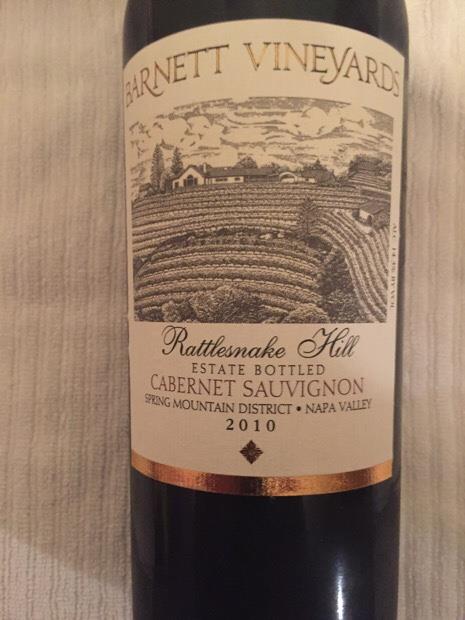 BARNETT VINEYARDS
Rattlesnake Hill
ESTATE BOTTLED
CABERNET SAUVIGNON
SPRING MOUNTAIN DISTRICT • NAPA VALLEY
2010